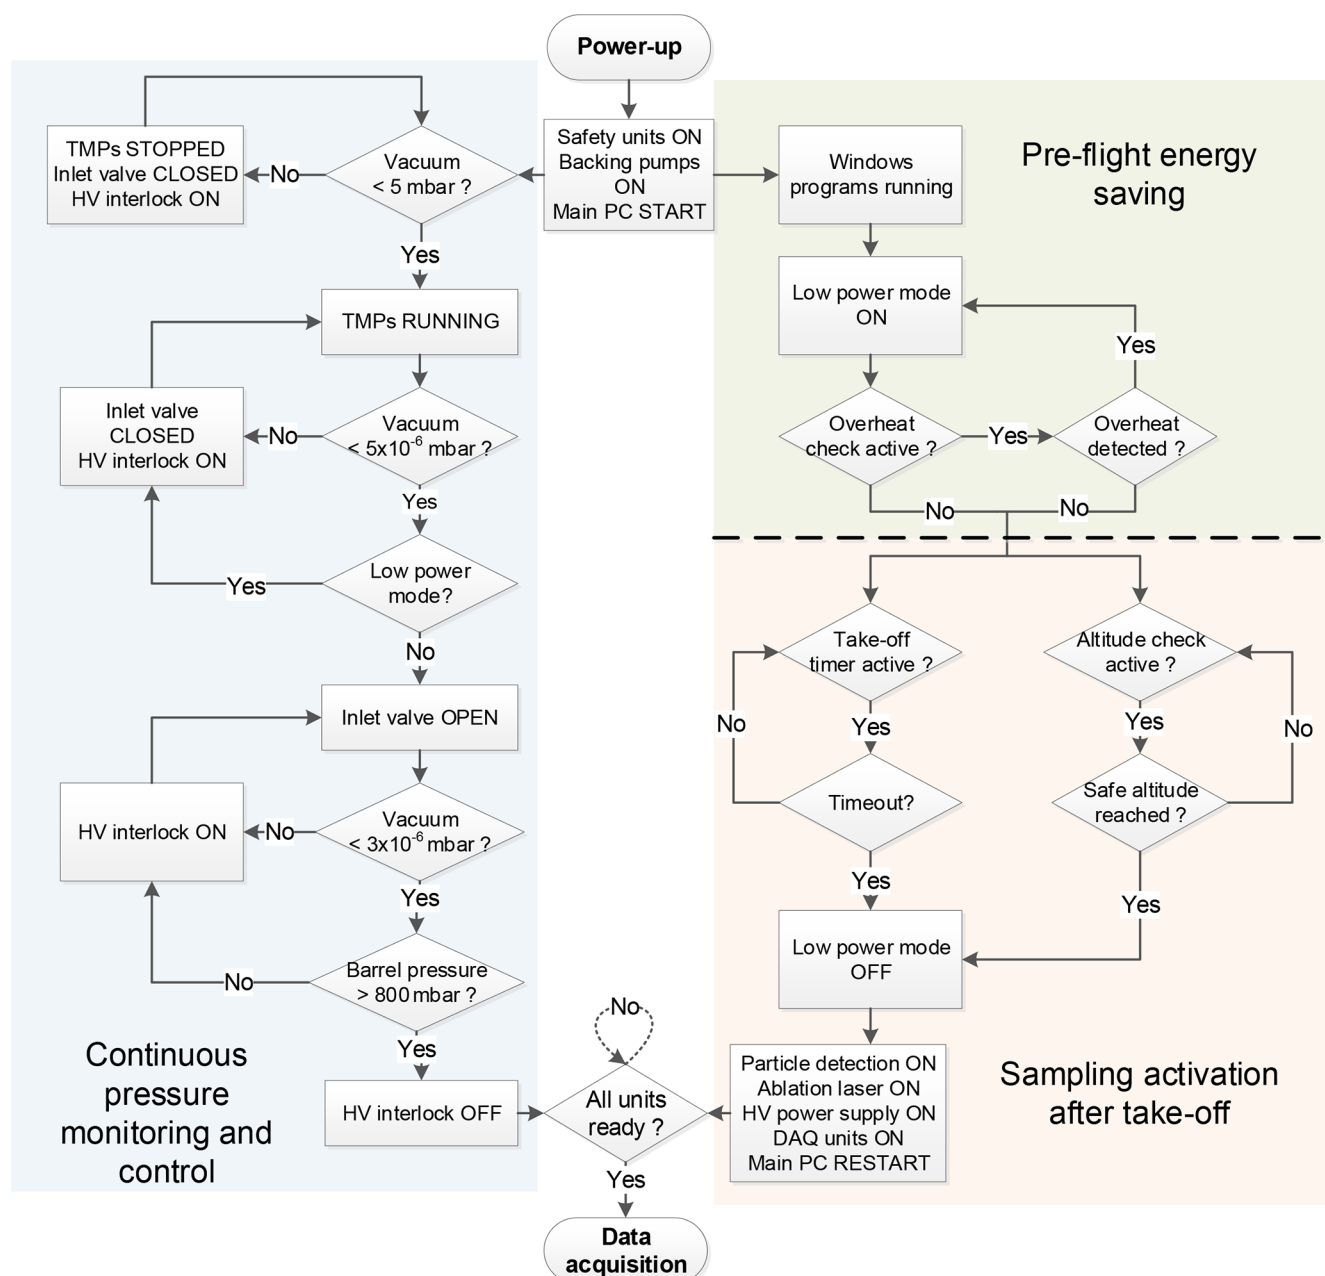 Power-up
Safety units ON
Backing pumps
ON
Main PC START
Vacuum
< 5 mbar ?
No
TMPs STOPPED
Inlet valve CLOSED
HV interlock ON
Yes
TMPs RUNNING
Vacuum
< 5x10-6 mbar ?
No
Inlet valve
CLOSED
HV interlock ON
Yes
Low power
mode?
Yes
No
Inlet valve OPEN
Vacuum
< 3x10-6 mbar ?
No
HV interlock ON
Yes
Barrel pressure
> 800 mbar ?
No
Yes
HV interlock OFF
Continuous
pressure
monitoring and
control
Windows
programs running
Pre-flight energy
saving
Low power mode
ON
Yes
Overheat
check active ?
Yes
Overheat
detected ?
No
No
Take-off
timer active ?
Altitude check
active ?
No
Yes
Yes
No
Timeout?
Safe altitude
reached ?
Yes
Yes
Low power mode
OFF
Particle detection ON
Ablation laser ON
HV power supply ON
DAQ units ON
Main PC RESTART
Sampling activation
after take-off
No
All units
ready ?
Yes
Data
acquisition